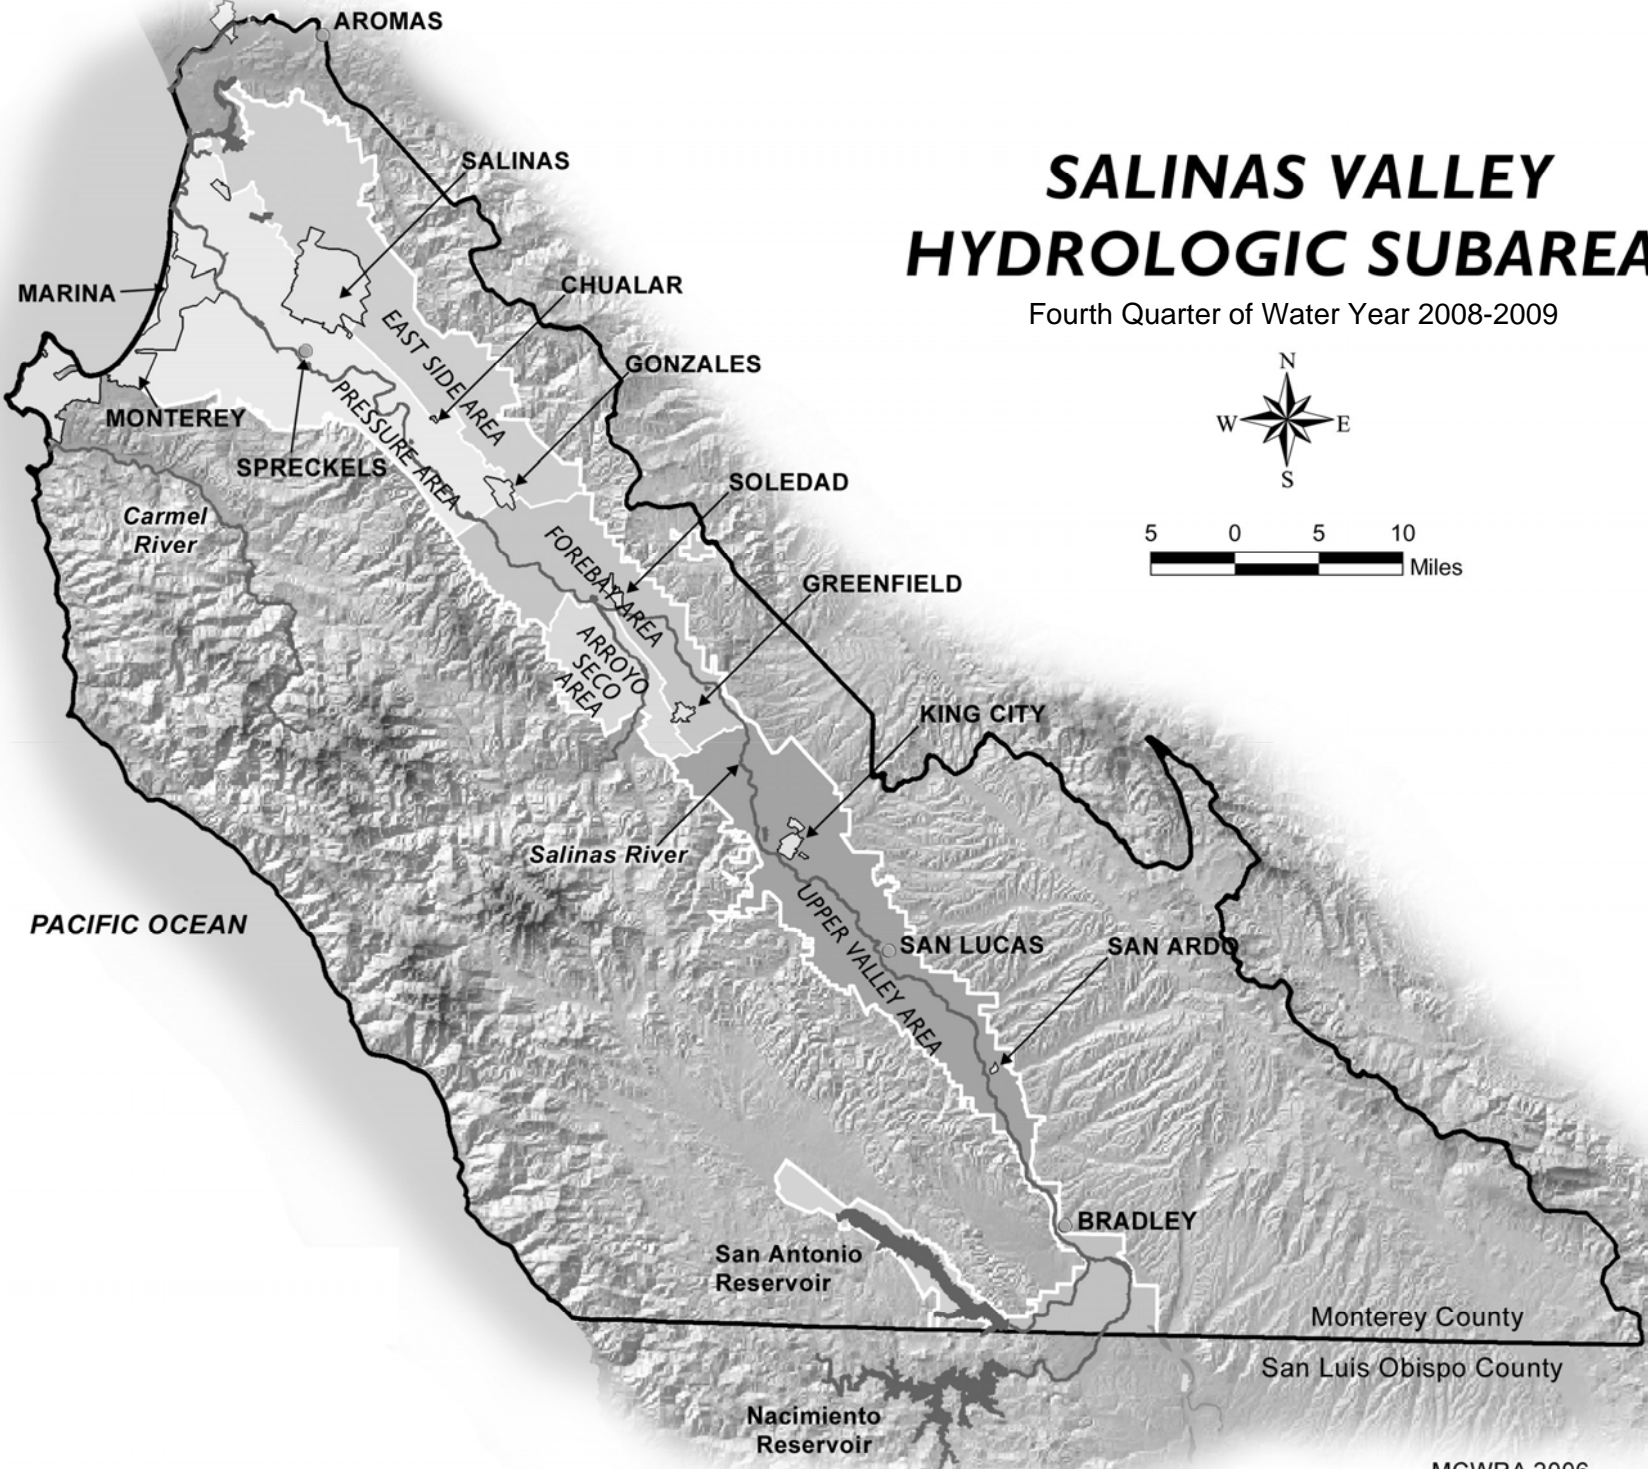 AROMAS
SALINAS
SALINAS VALLEY
HYDROLOGIC SUBAREA
Fourth Quarter of Water Year 2008-2009
CHUALAR
MARINA
EAST SIDE AREA
GONZALES
N
W
E
S
MONTEREY
PRESSURE AREA
SPRECKELS
SOLEDAD
Carmel
River
5 0 5 10
Miles
FOREBAY AREA
GREENFIELD
ARROYO
SECO
AREA
KING CITY
Salinas River
PACIFIC OCEAN
UPPER VALLEY AREA
SAN LUCAS
SAN ARDO
BRADLEY
San Antonio
Reservoir
Monterey County
San Luis Obispo County
Nacimiento
Reservoir